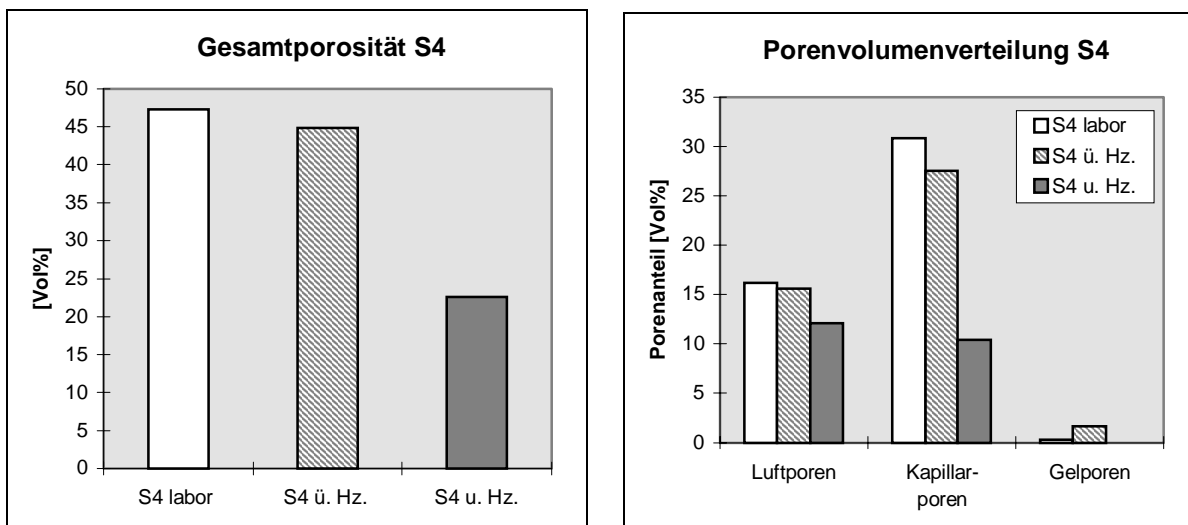 Gesamtporosität S4
[Vol%]
50
45
40
35
30
25
20
15
10
5
0
S4 labor
S4 ü. Hz.
S4 u. Hz.
Porenvolumenverteilung S4
Porenanteil [Vol%]
35
30
25
20
15
10
5
0
S4 labor
S4 ü. Hz.
S4 u. Hz.
Luftporen
Kapillar-
poren
Gelporen